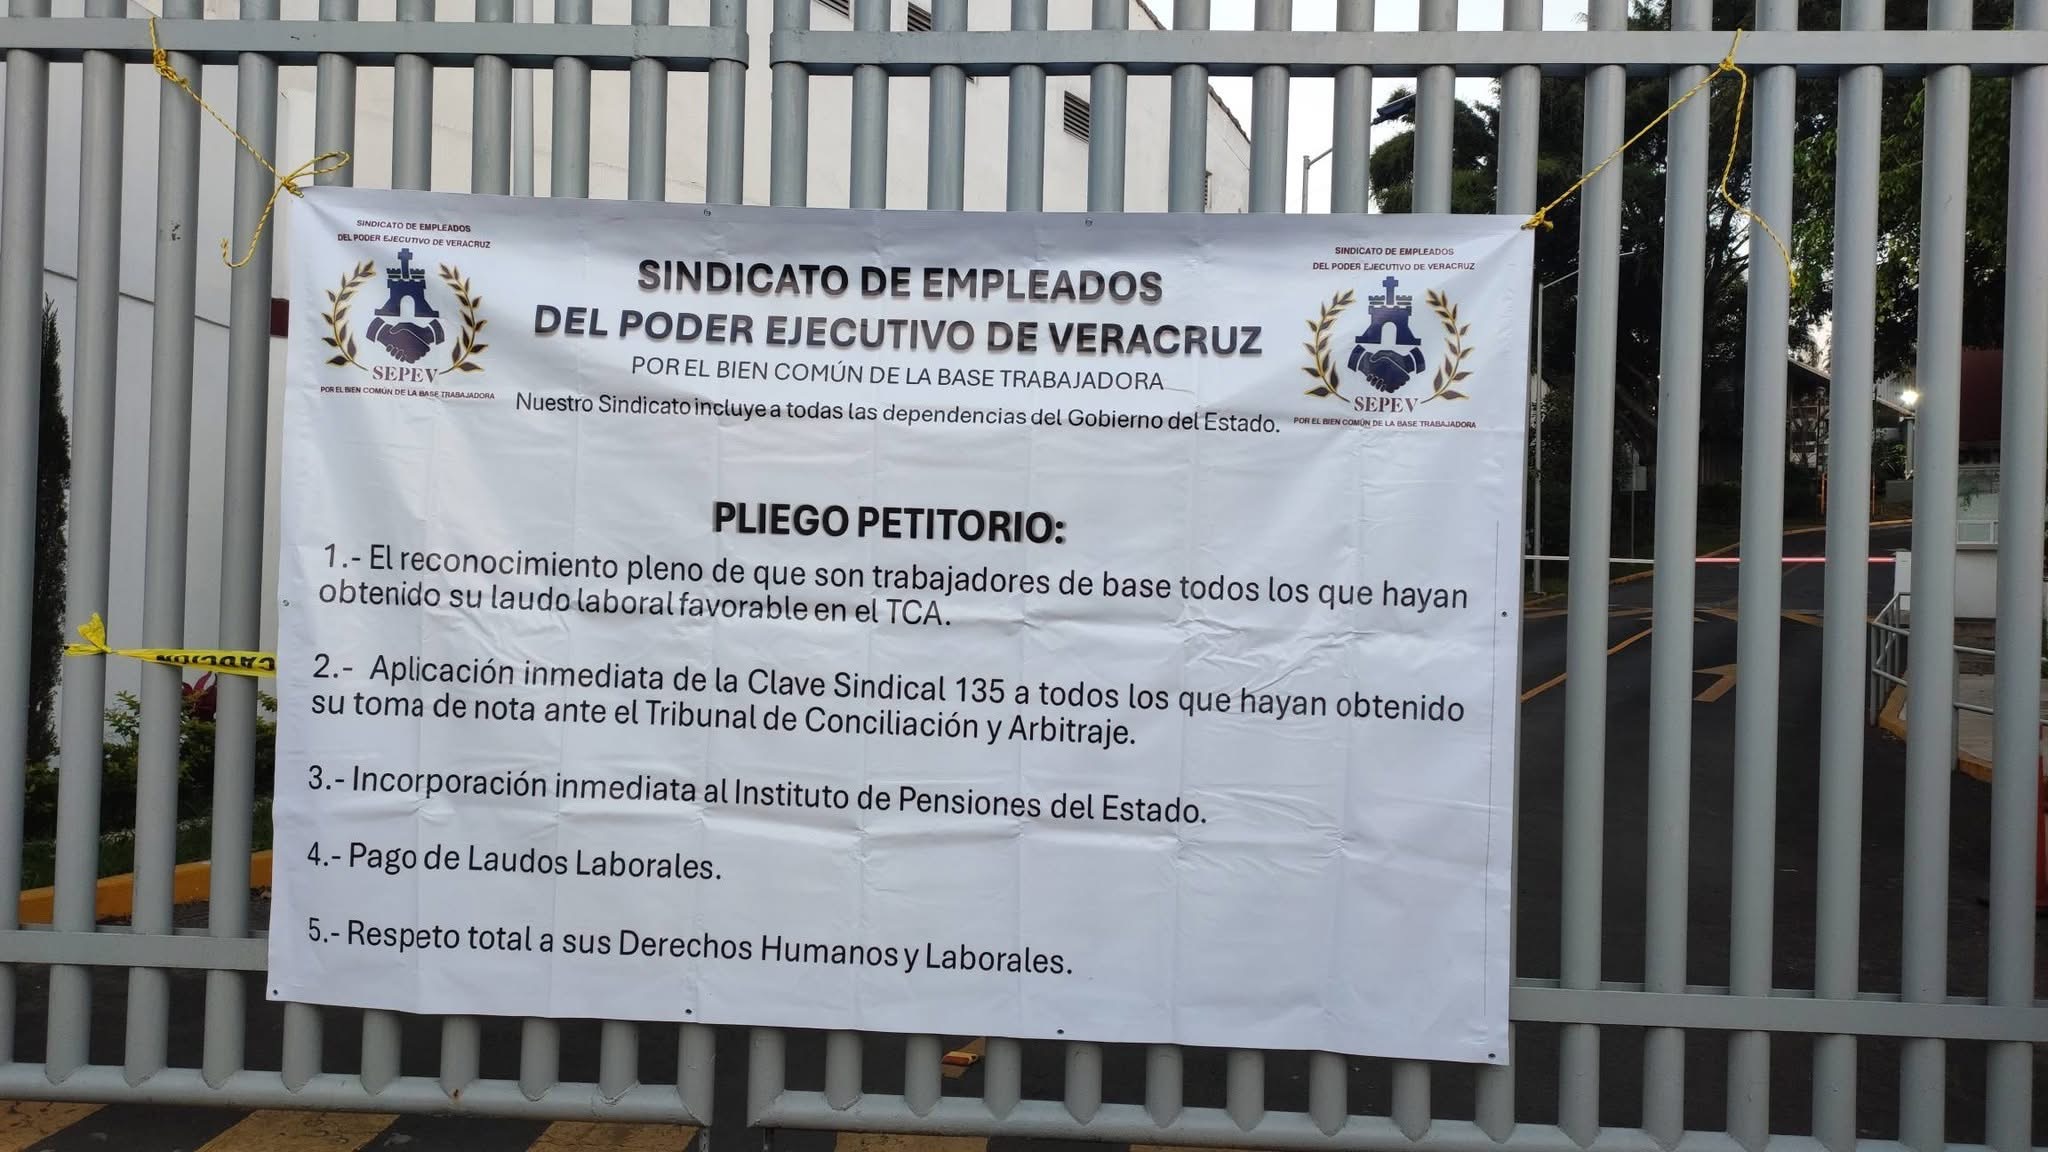 SINDICATO DE EMPLEADOS
DEL PODER EJECUTIVO DE VERACRUZ
SEPEV
POR EL BIEN COMÚN DE LA BASE TRABAJADORA
SINDICATO DE EMPLEADOS
DEL PODER EJECUTIVO DE VERACRUZ
POR EL BIEN COMÚN DE LA BASE TRABAJADORA
Nuestro Sindicato incluye a todas las dependencias del Gobierno del Estado.
SINDICATO DE EMPLEADOS
DEL PODER EJECUTIVO DE VERACRUZ
SEPEV
POR EL BIEN COMÚN DE LA BASE TRABAJADORA
PLIEGO PETITORIO:
1.- El reconocimiento pleno de que son trabajadores de base todos los que hayan
obtenido su laudo laboral favorable en el TCA.
2.- Aplicación inmediata de la Clave Sindical 135 a todos los que hayan obtenido
su toma de nota ante el Tribunal de Conciliación y Arbitraje.
3.- Incorporación inmediata al Instituto de Pensiones del Estado.
4.- Pago de Laudos Laborales.
5.- Respeto total a sus Derechos Humanos y Laborales.